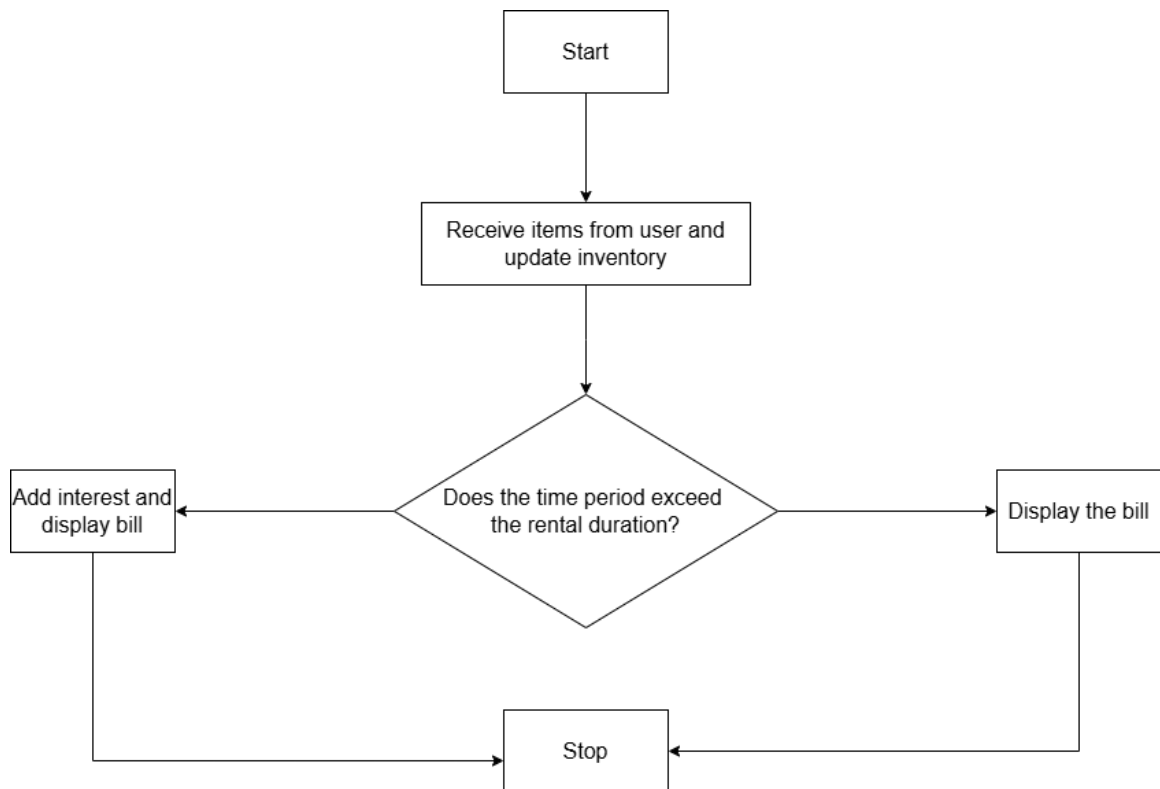 Start
Receive items from user and
update inventory
Does the time period exceed
the rental duration?
Add interest and
display bill
Display the bill
Stop